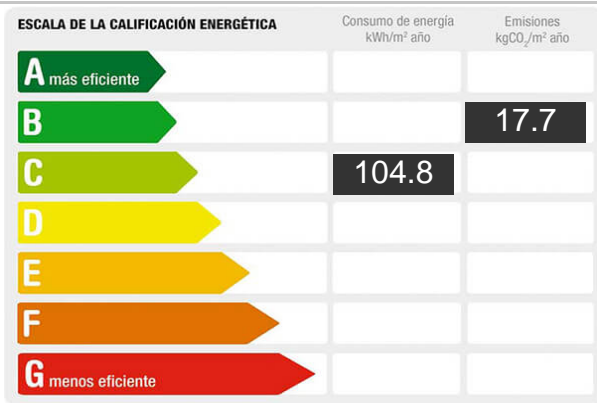 ESCALA DE LA CALIFICACIÓN ENERGÉTICA
Consumo de energía
kWh/m² año
Emisiones
kgCO₂/m² año
A más eficiente
B
17.7
C
104.8
D
E
F
G menos eficiente